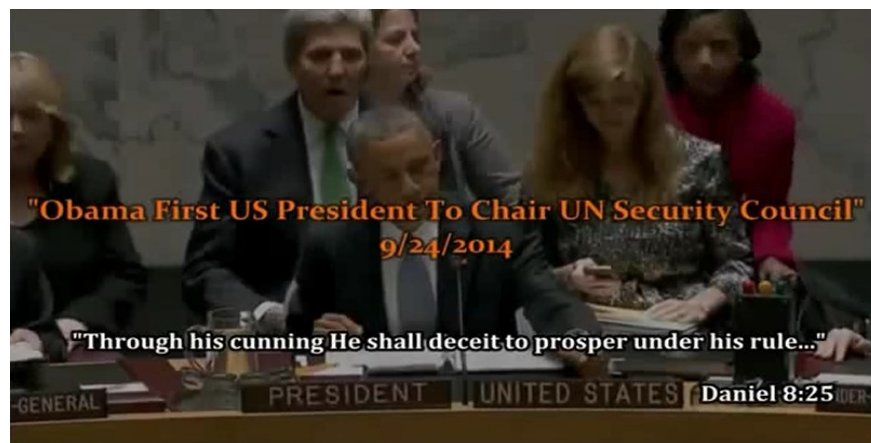 "Obama First US President To Chair UN Security Council"
9/24/2014
"Through his cunning He shall deceit to prosper under his rule..."
Daniel 8:25
-GENERAL
PRESIDENT
UNITED STATES